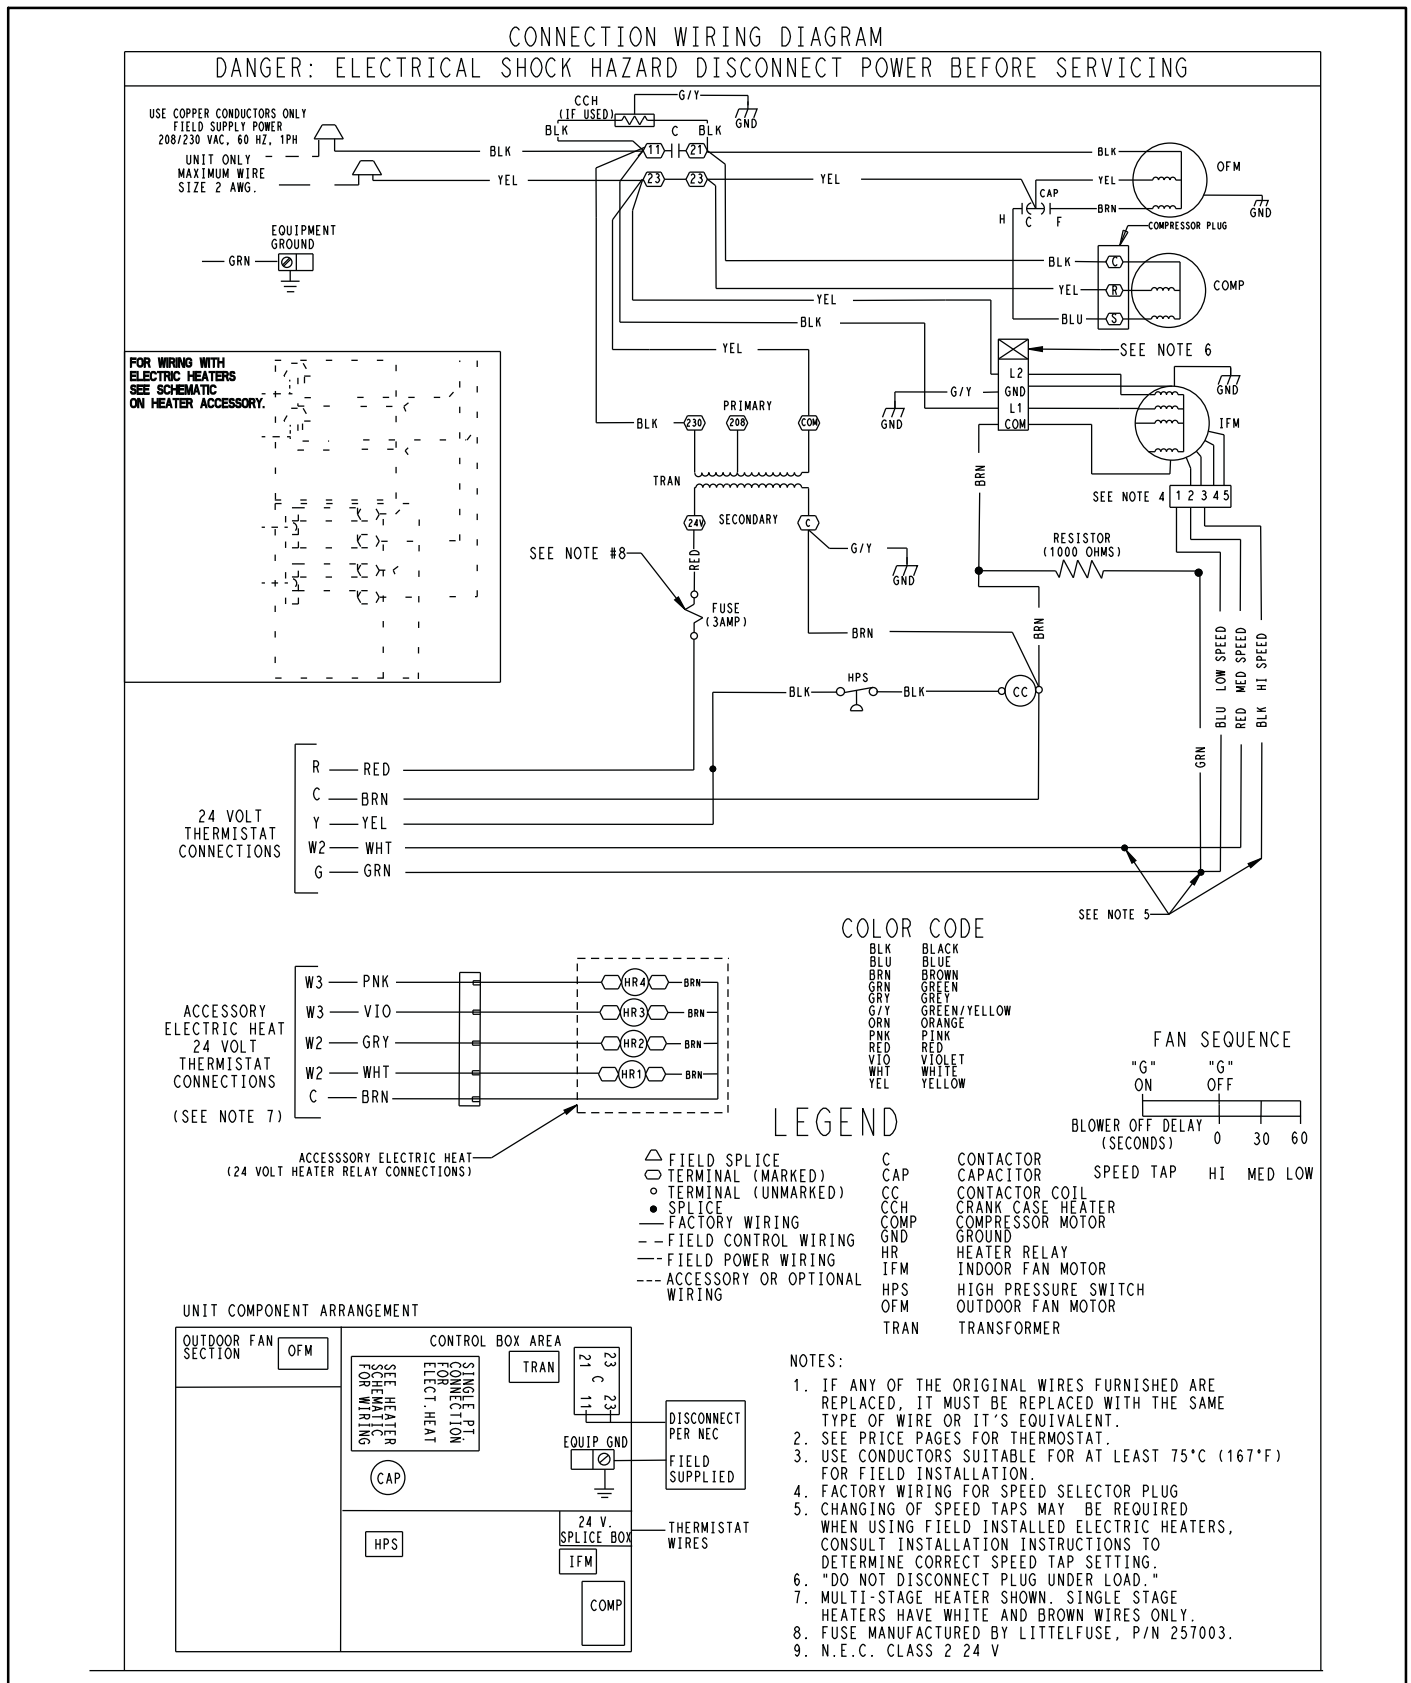 CONNECTION WIRING DIAGRAM
DANGER: ELECTRICAL SHOCK HAZARD DISCONNECT POWER BEFORE SERVICING
USE COPPER CONDUCTORS ONLY
FIELD SUPPLY POWER
208/230 VAC, 60 HZ, 1PH
UNIT ONLY
MAXIMUM WIRE
SIZE 2 AWG.
BLK
YEL
EQUIPMENT
GROUND
GRN
CCH
(IF USED)
G/Y
GND
BLK
C
BLK
11
21
23
23
YEL
BLK
YEL
BRN
OFM
GND
CAP
H
C
F
COMPRESSOR PLUG
BLK
C
YEL
R
BLU
S
COMP
YEL
BLK
YEL
SEE NOTE 6
L2
GND
L1
COM
G/Y
GND
GND
IFM
FOR WIRING WITH
ELECTRIC HEATERS
SEE SCHEMATIC
ON HEATER ACCESSORY.
PRIMARY
BLK
230
208
COM
TRAN
24V
SECONDARY
C
BRN
SEE NOTE 4
1 2 3 4 5
SEE NOTE #8
RED
G/Y
GND
RESISTOR
(1000 OHMS)
FUSE
(3AMP)
BRN
BRN
BLU LOW SPEED
RED MED SPEED
BLK HI SPEED
BLK
HPS
BLK
CC
GRN
24 VOLT
THERMISTAT
CONNECTIONS
R RED
C BRN
Y YEL
W2 WHT
G GRN
SEE NOTE 5
ACCESSORY
ELECTRIC HEAT
24 VOLT
THERMISTAT
CONNECTIONS
(SEE NOTE 7)
W3 PNK HR4 BRN
W3 VIO HR3 BRN
W2 GRY HR2 BRN
W2 WHT HR1 BRN
C BRN
ACCESSSORY ELECTRIC HEAT
(24 VOLT HEATER RELAY CONNECTIONS)
COLOR CODE
BLK BLACK
BLU BLUE
BRN BROWN
GRN GREEN
GRY GREY
G/Y GREEN/YELLOW
ORN ORANGE
PNK PINK
RED RED
VIO VIOLET
WHT WHITE
YEL YELLOW
FAN SEQUENCE
"G" "G"
ON OFF
BLOWER OFF DELAY
(SECONDS) 0 30 60
SPEED TAP HI MED LOW
LEGEND
FIELD SPLICE
TERMINAL (MARKED)
TERMINAL (UNMARKED)
SPLICE
FACTORY WIRING
FIELD CONTROL WIRING
FIELD POWER WIRING
ACCESSORY OR OPTIONAL
WIRING
C CONTACTOR
CAP CAPACITOR
CC CONTACTOR COIL
CCH CRANK CASE HEATER
COMP COMPRESSOR MOTOR
GND GROUND
HR HEATER RELAY
IFM INDOOR FAN MOTOR
HPS HIGH PRESSURE SWITCH
OFM OUTDOOR FAN MOTOR
TRAN TRANSFORMER
UNIT COMPONENT ARRANGEMENT
OUTDOOR FAN
SECTION
OFM
CONTROL BOX AREA
SINGLE PT.
CONNECTION
FOR
ELECT.HEAT
SEE HEATER
SCHEMATIC
FOR WIRING
TRAN
23
21
C
23
11
DISCONNECT
PER NEC
FIELD
SUPPLIED
EQUIP GND
CAP
24 V.
SPLICE BOX
THERMISTAT
WIRES
HPS
IFM
COMP
NOTES:
1. IF ANY OF THE ORIGINAL WIRES FURNISHED ARE
REPLACED, IT MUST BE REPLACED WITH THE SAME
TYPE OF WIRE OR IT'S EQUIVALENT.
2. SEE PRICE PAGES FOR THERMOSTAT.
3. USE CONDUCTORS SUITABLE FOR AT LEAST 75°C (167°F)
FOR FIELD INSTALLATION.
4. FACTORY WIRING FOR SPEED SELECTOR PLUG
5. CHANGING OF SPEED TAPS MAY BE REQUIRED
WHEN USING FIELD INSTALLED ELECTRIC HEATERS,
CONSULT INSTALLATION INSTRUCTIONS TO
DETERMINE CORRECT SPEED TAP SETTING.
6. "DO NOT DISCONNECT PLUG UNDER LOAD."
7. MULTI-STAGE HEATER SHOWN. SINGLE STAGE
HEATERS HAVE WHITE AND BROWN WIRES ONLY.
8. FUSE MANUFACTURED BY LITTELFUSE, P/N 257003.
9. N.E.C. CLASS 2 24 V